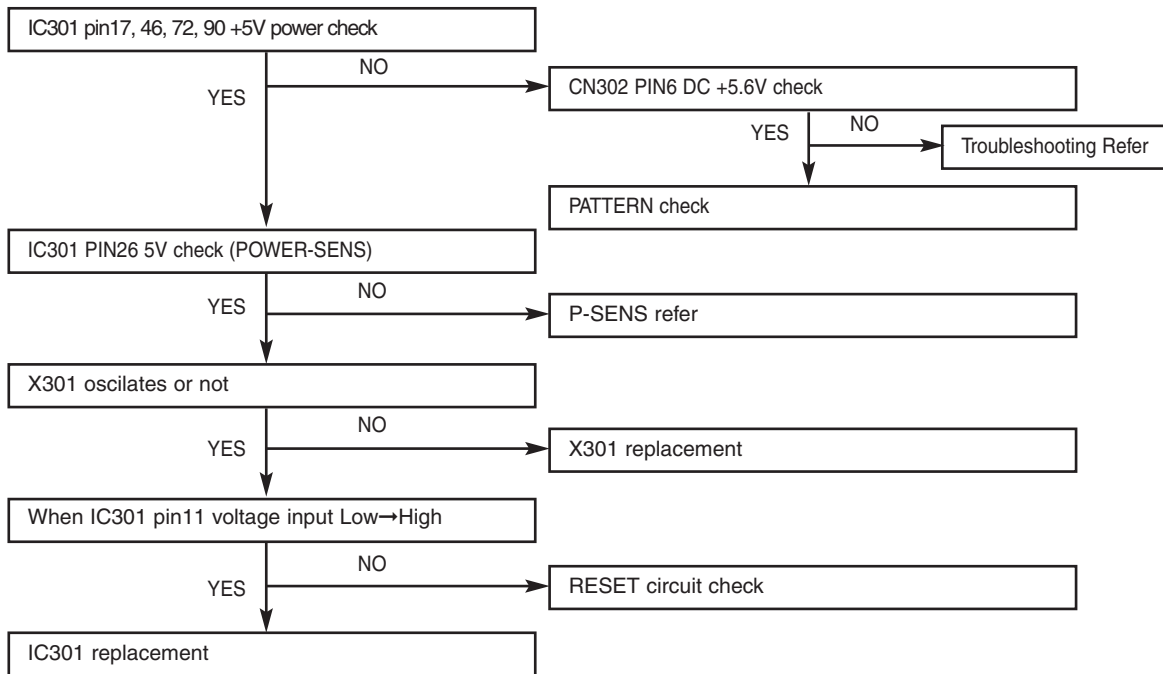 IC301 pin17, 46, 72, 90 +5V power check
NO
YES
CN302 PIN6 DC +5.6V check
YES
NO
Troubleshooting Refer
PATTERN check
IC301 PIN26 5V check (POWER-SENS)
NO
YES
P-SENS refer
X301 oscilates or not
NO
YES
X301 replacement
When IC301 pin11 voltage input Low→High
NO
YES
RESET circuit check
IC301 replacement